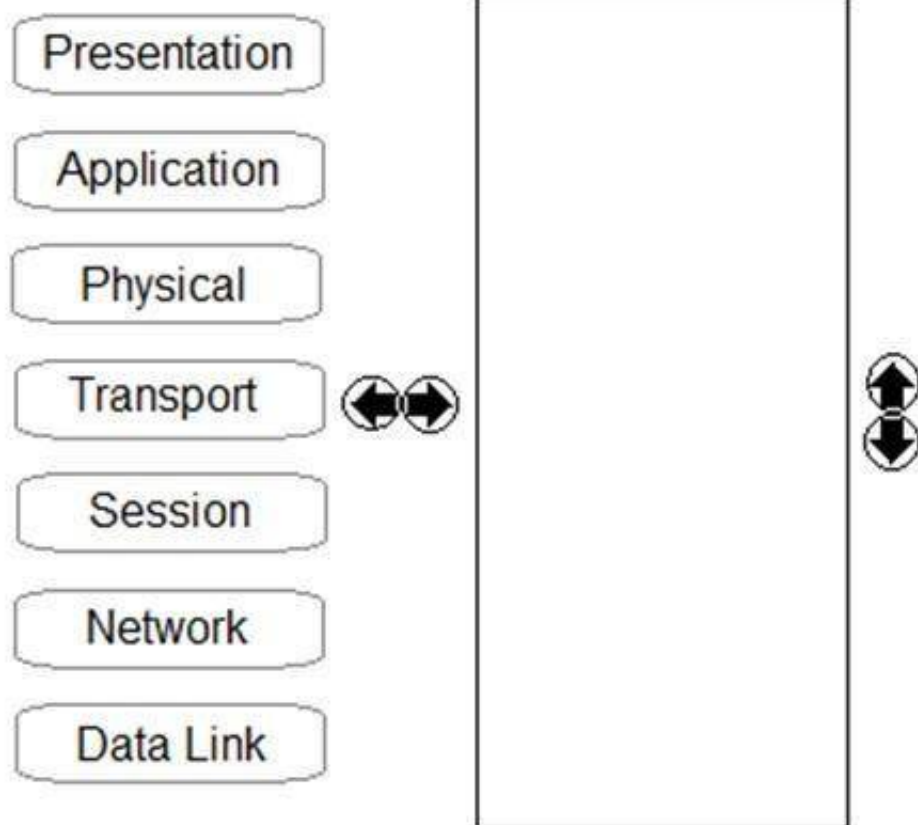 Presentation
Application
Physical
Transport
Session
Network
Data Link